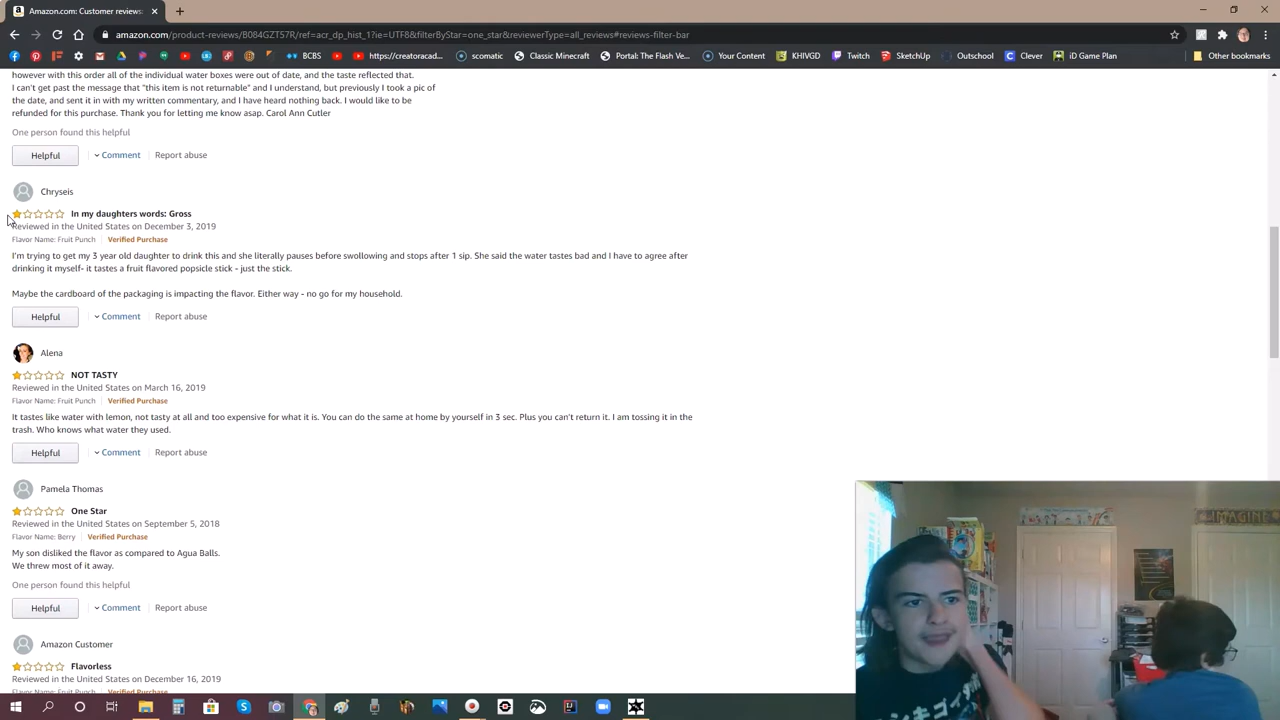 Amazon.com: Customer reviews:
amazon.com/product-reviews/B084GZT57R/ref=acr_dp_hist_1?ie=UTF8&filterByStar=one_star&reviewerType=all_reviews#reviews-filter-bar
BCBS https://creatoracad... scomatic Classic Minecraft Portal: The Flash Ve... Your Content KHIVGD Twitch SketchUp Outschool Clever iD Game Plan Other bookmarks
however with this order all of the individual water boxes were out of date, and the taste reflected that.
I can't get past the message that "this item is not returnable" and I understand, but previously I took a pic of
the date, and sent it in with my written commentary, and I have heard nothing back. I would like to be
refunded for this purchase. Thank you for letting me know asap. Carol Ann Cutler
One person found this helpful
Helpful Comment Report abuse
Chryseis
In my daughters words: Gross
Reviewed in the United States on December 3, 2019
Flavor Name: Fruit Punch Verified Purchase
I'm trying to get my 3 year old daughter to drink this and she literally pauses before swollowing and stops after 1 sip. She said the water tastes bad and I have to agree after
drinking it myself- it tastes a fruit flavored popsicle stick - just the stick.
Maybe the cardboard of the packaging is impacting the flavor. Either way - no go for my household.
Helpful Comment Report abuse
Alena
NOT TASTY
Reviewed in the United States on March 16, 2019
Flavor Name: Fruit Punch Verified Purchase
It tastes like water with lemon, not tasty at all and too expensive for what it is. You can do the same at home by yourself in 3 sec. Plus you can't return it. I am tossing it in the
trash. Who knows what water they used.
Helpful Comment Report abuse
Pamela Thomas
One Star
Reviewed in the United States on September 5, 2018
Flavor Name: Berry Verified Purchase
My son disliked the flavor as compared to Agua Balls.
We threw most of it away.
One person found this helpful
Helpful Comment Report abuse
Amazon Customer
Flavorless
Reviewed in the United States on December 16, 2019
Flavor Name: Fruit Punch Verified Purchase
IMAGINE